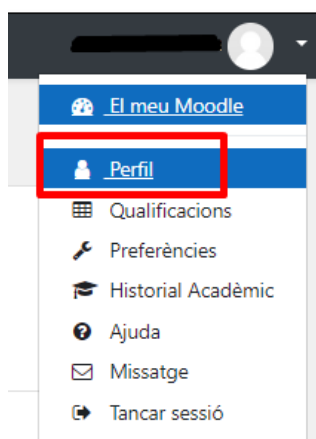 El meu Moodle
Perfil
Qualificacions
Preferències
Historial Acadèmic
Ajuda
Missatge
Tancar sessió